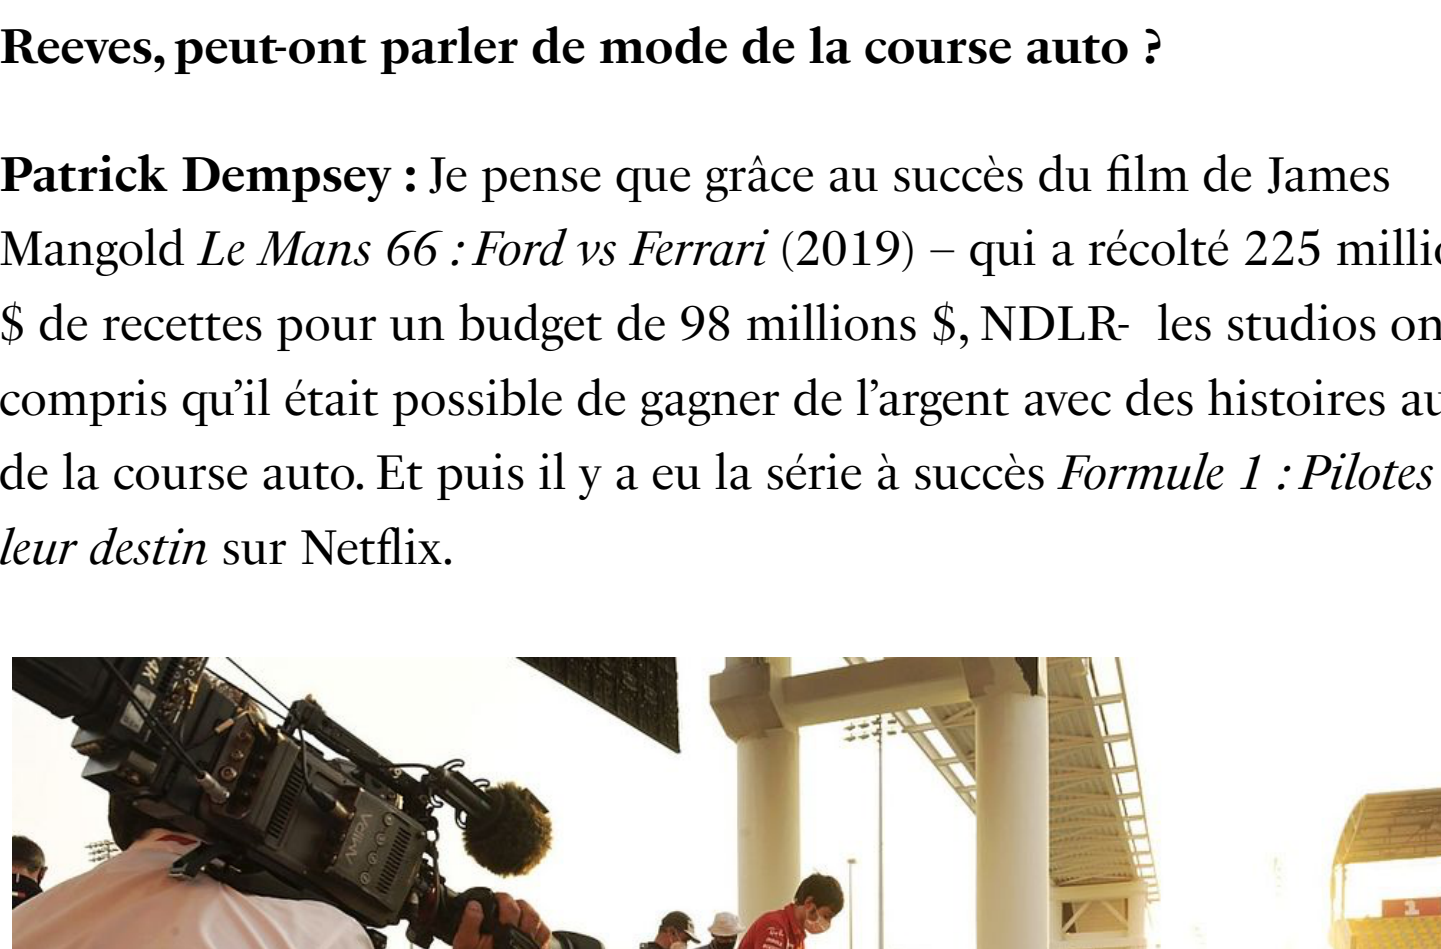 Reeves, peut-ont parler de mode de la course auto ?
Patrick Dempsey : Je pense que grâce au succès du film de James
Mangold Le Mans 66 : Ford vs Ferrari (2019) – qui a récolté 225
$ de recettes pour un budget de 98 millions $, NDLR-  les studios
compris qu’il était possible de gagner de l’argent avec des histoires
de la course auto. Et puis il y a eu la série à succès Formule 1 : Pilotes
leur destin sur Netflix.
AMIRA
1